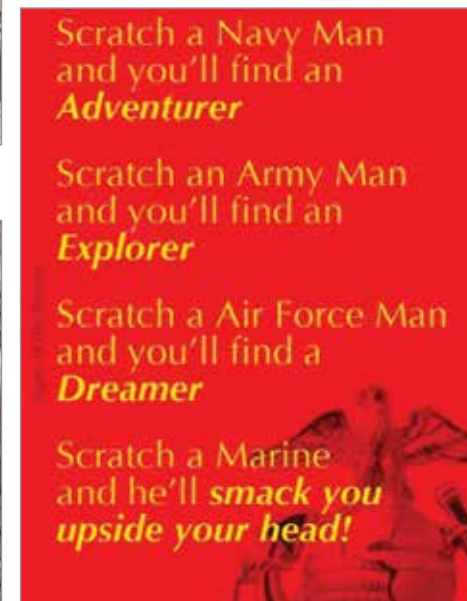 Scratch a Navy Man
and you'll find an
Adventurer
Scratch an Army Man
and you'll find an
Explorer
Scratch a Air Force Man
and you'll find a
Dreamer
Scratch a Marine
and he'll smack you
upside your head!